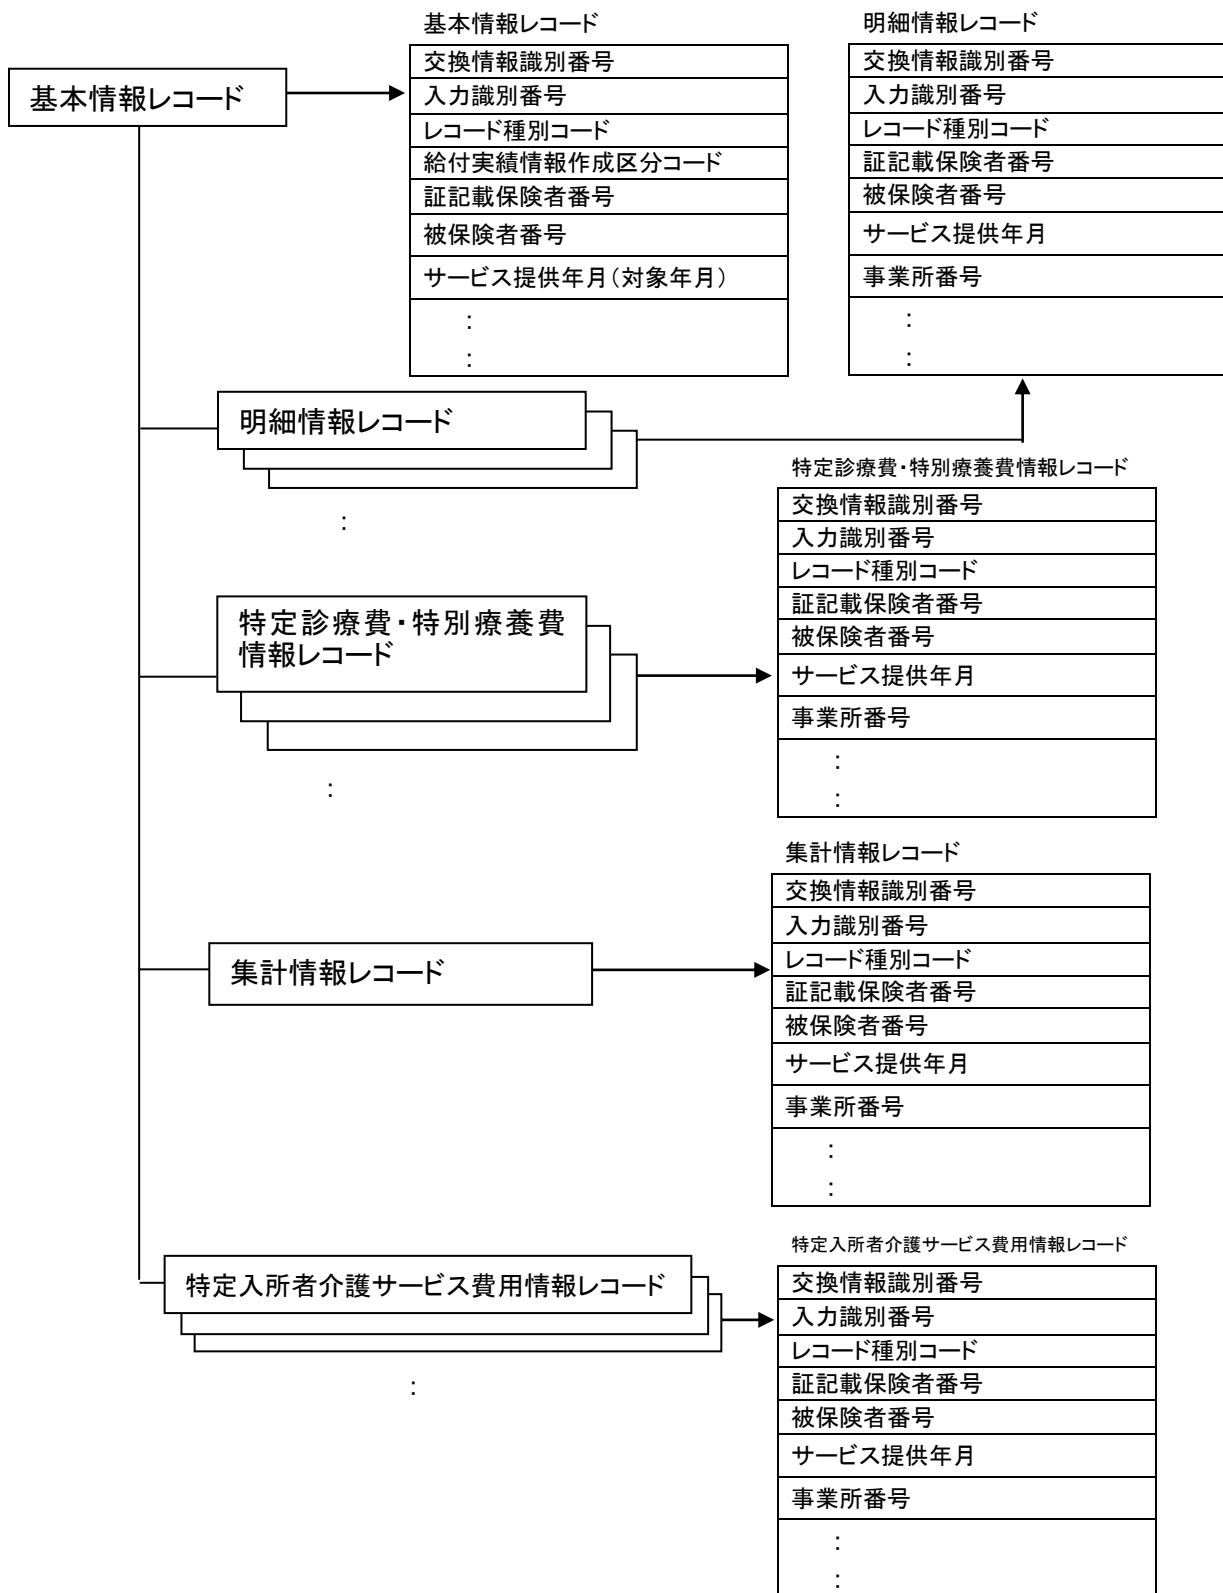 基本情報レコード
基本情報レコード
交換情報識別番号
入力識別番号
レコード種別コード
給付実績情報作成区分コード
証記載保険者番号
被保険者番号
サービス提供年月(対象年月)
:
:
明細情報レコード
交換情報識別番号
入力識別番号
レコード種別コード
証記載保険者番号
被保険者番号
サービス提供年月
事業所番号
:
:
明細情報レコード
:
特定診療費・特別療養費
情報レコード
:
特定診療費・特別療養費情報レコード
交換情報識別番号
入力識別番号
レコード種別コード
証記載保険者番号
被保険者番号
サービス提供年月
事業所番号
:
:
集計情報レコード
集計情報レコード
交換情報識別番号
入力識別番号
レコード種別コード
証記載保険者番号
被保険者番号
サービス提供年月
事業所番号
:
:
特定入所者介護サービス費用情報レコード
:
特定入所者介護サービス費用情報レコード
交換情報識別番号
入力識別番号
レコード種別コード
証記載保険者番号
被保険者番号
サービス提供年月
事業所番号
:
: